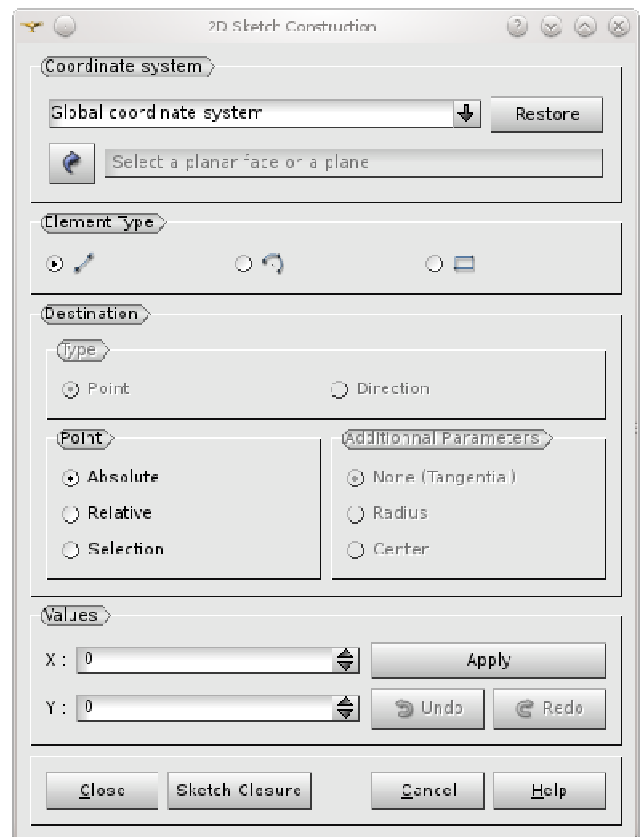 2D Sketch Construction
Coordinate system
Global coordinate system
Restore
Select a planar face or a plane
Element Type
Destination
Type
Point
Direction
Point
Additionnal Parameters
Absolute
None (Tangential)
Relative
Radius
Selection
Center
Values
X : 0
Apply
Y : 0
Undo
Redo
Close
Sketch Closure
Cancel
Help